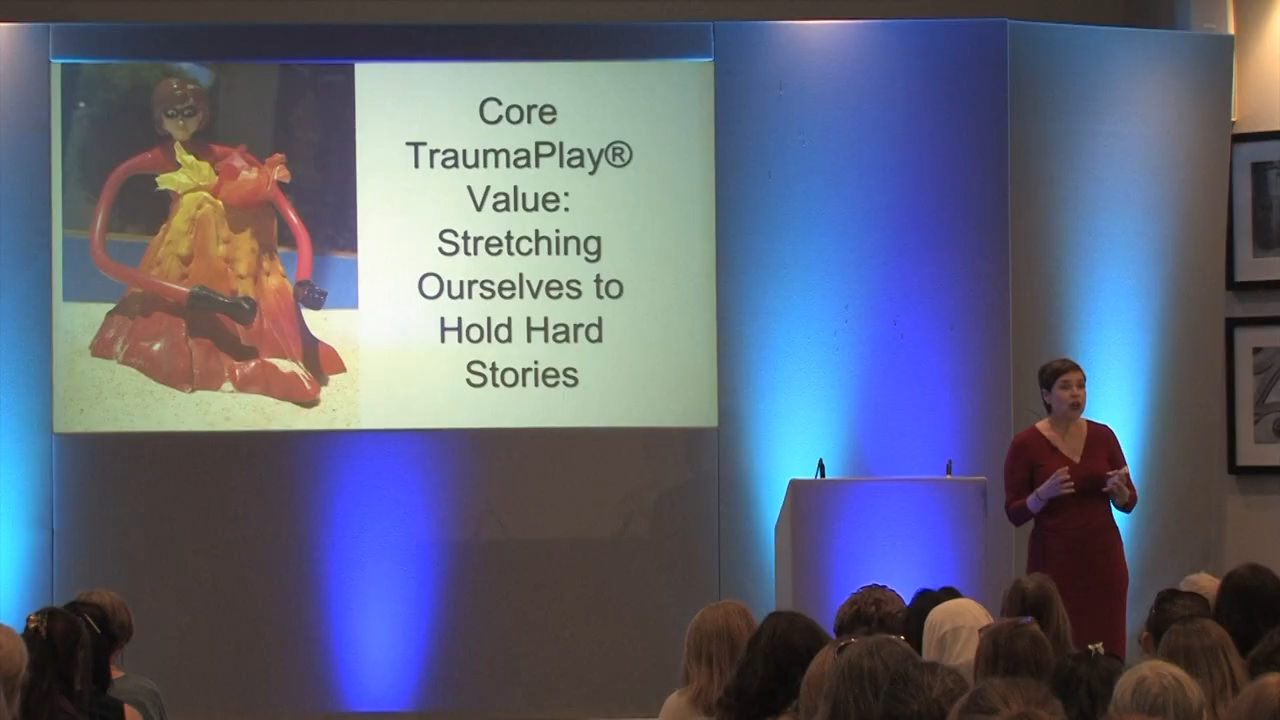 Core
TraumaPlay®
Value:
Stretching
Ourselves to
Hold Hard
Stories